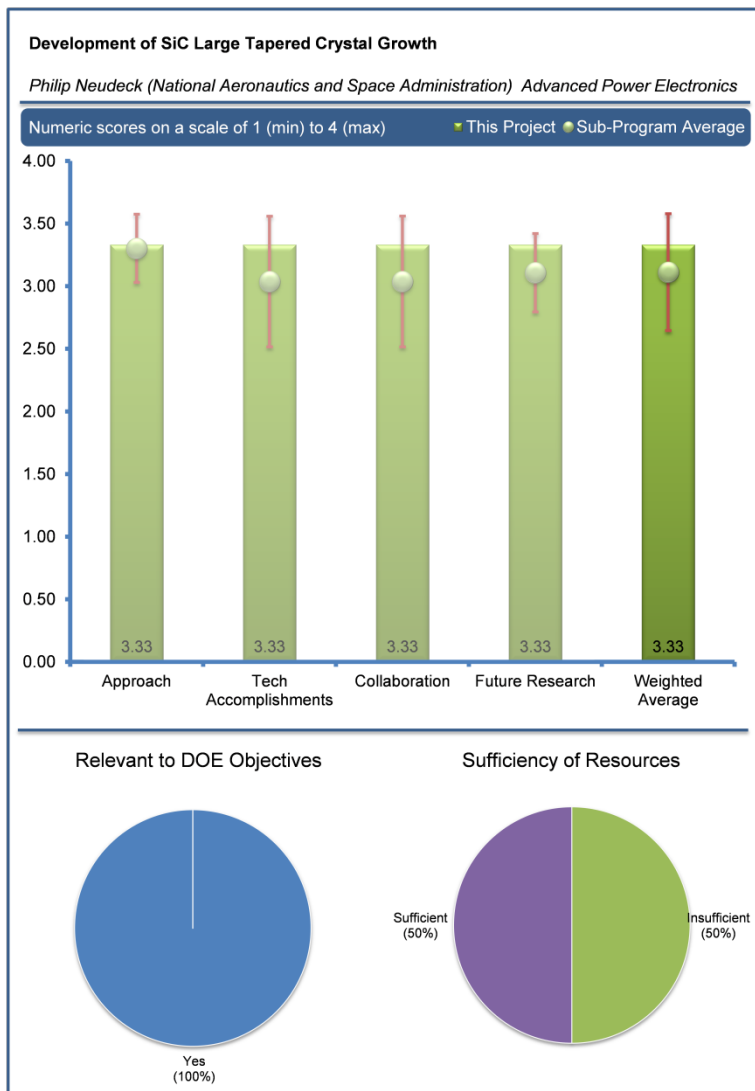 Development of SiC Large Tapered Crystal Growth
Philip Neudeck (National Aeronautics and Space Administration) Advanced Power Electronics
Numeric scores on a scale of 1 (min) to 4 (max)
This Project
Sub-Program Average
4.00
3.50
3.00
2.50
2.00
1.50
1.00
0.50
0.00
3.33
3.33
3.33
3.33
3.33
Approach
Tech
Accomplishments
Collaboration
Future Research
Weighted
Average
Relevant to DOE Objectives
Yes
(100%)
Sufficiency of Resources
Sufficient
(50%)
Insufficient
(50%)